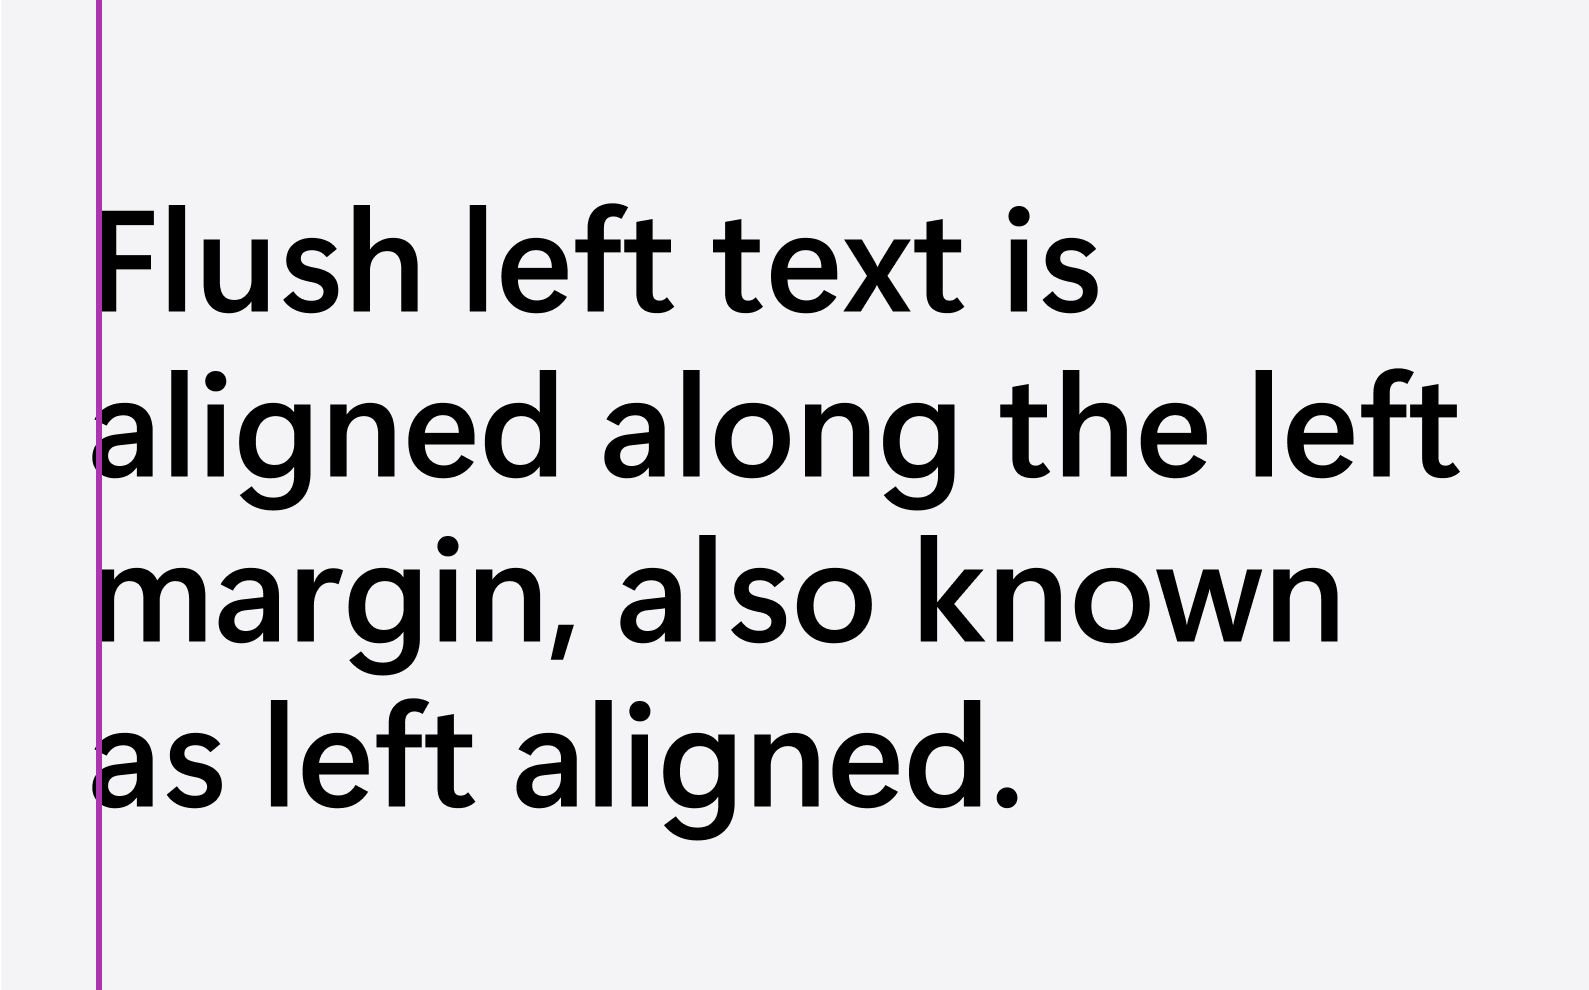 Flush left text is
aligned along the left
margin, also known
as left aligned.